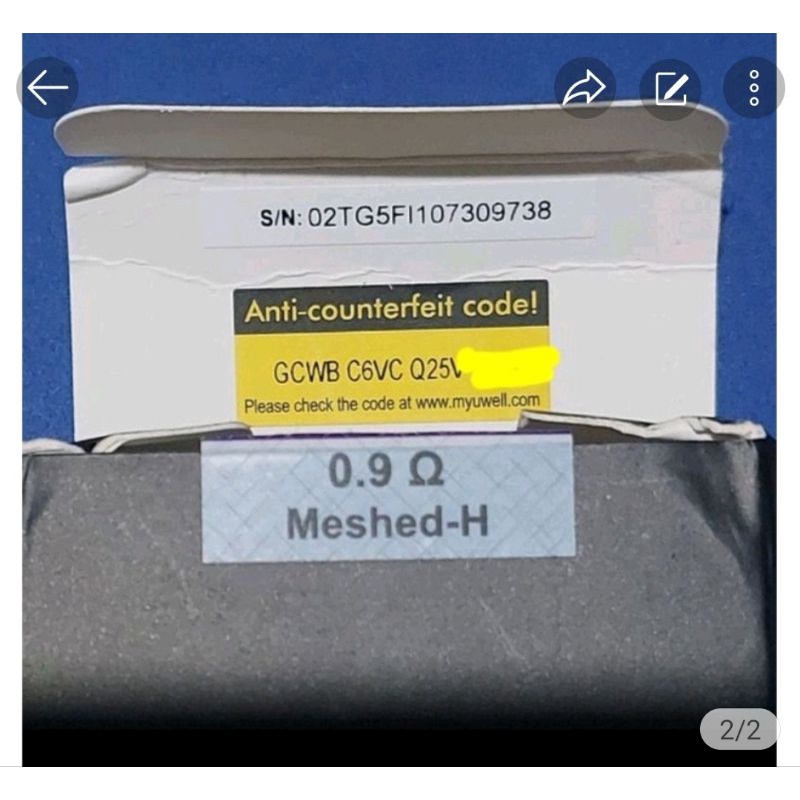 S/N: 02TG5FI107309738
Anti-counterfeit code!
GCWB C6VC Q25V
Please check the code at www.myuwell.com
0.9 Ω
Meshed-H
2/2